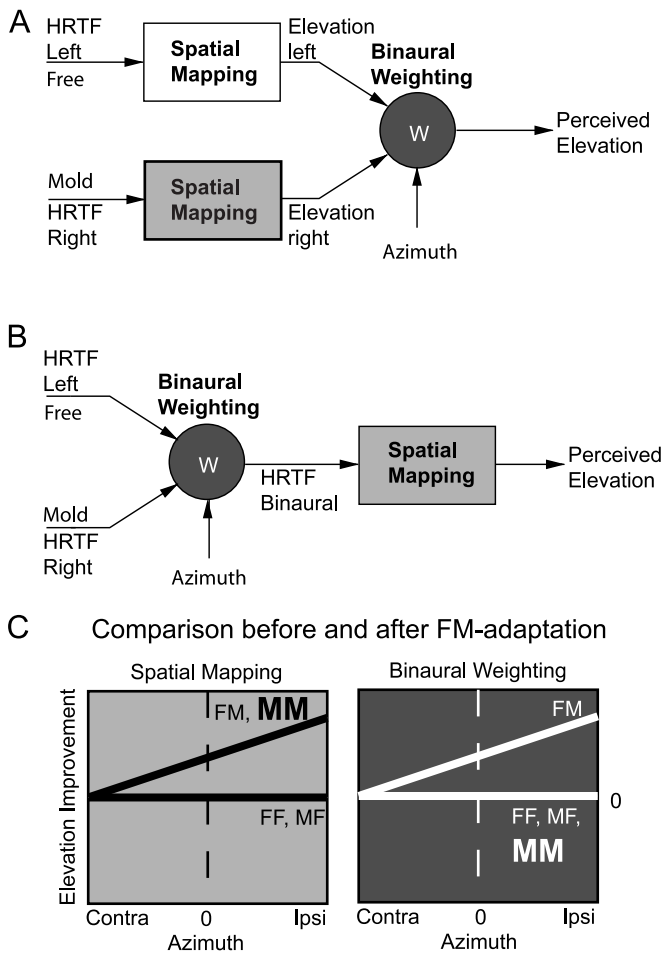 A
HRTF
Left
Free
Spatial
Mapping
Elevation
left
Binaural
Weighting
W
Perceived
Elevation
Mold
HRTF
Right
Spatial
Mapping
Elevation
right
Azimuth
B
HRTF
Left
Free
Binaural
Weighting
W
HRTF
Binaural
Spatial
Mapping
Perceived
Elevation
Mold
HRTF
Right
Azimuth
C
Comparison before and after FM-adaptation
Spatial Mapping
Elevation Improvement
FM, MM
FF, MF
Contra 0 Ipsi
Azimuth
Binaural Weighting
FM
0
FF, MF,
MM
Contra 0 Ipsi
Azimuth